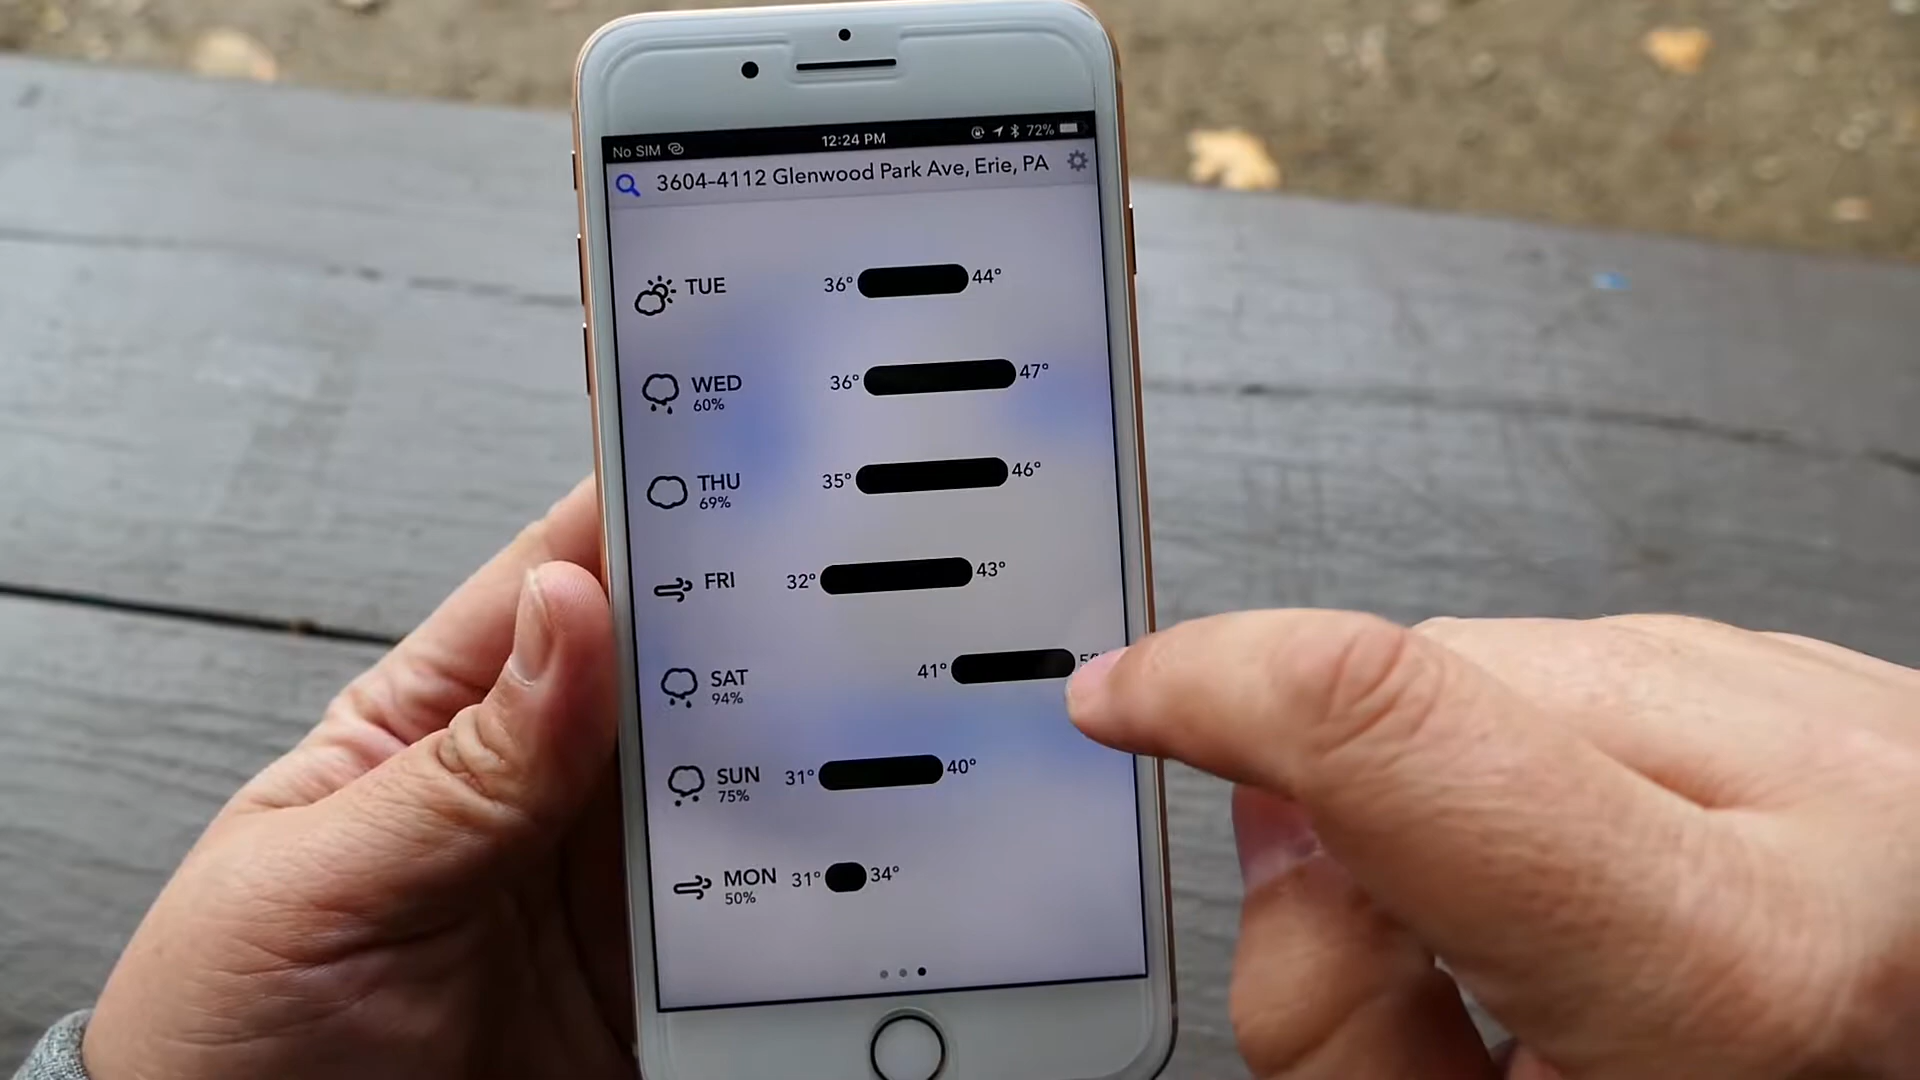 No SIM 12:24 PM 72%
3604-4112 Glenwood Park Ave, Erie, PA
TUE 36° 44°
WED 36° 47°
60%
THU 35° 46°
69%
FRI 32° 43°
SAT 41°
94%
SUN 31° 40°
75%
MON 31° 34°
50%